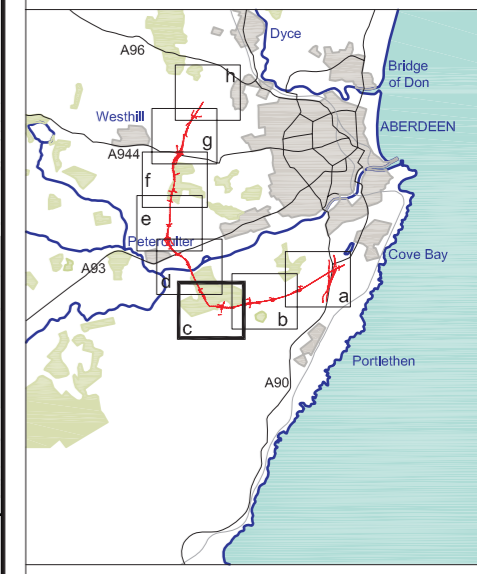 Dyce
A96
h
Bridge
of Don
Westhill
ABERDEEN
g
A944
f
e
Peterculter
Cove Bay
A93
d
a
b
c
Portlethen
A90